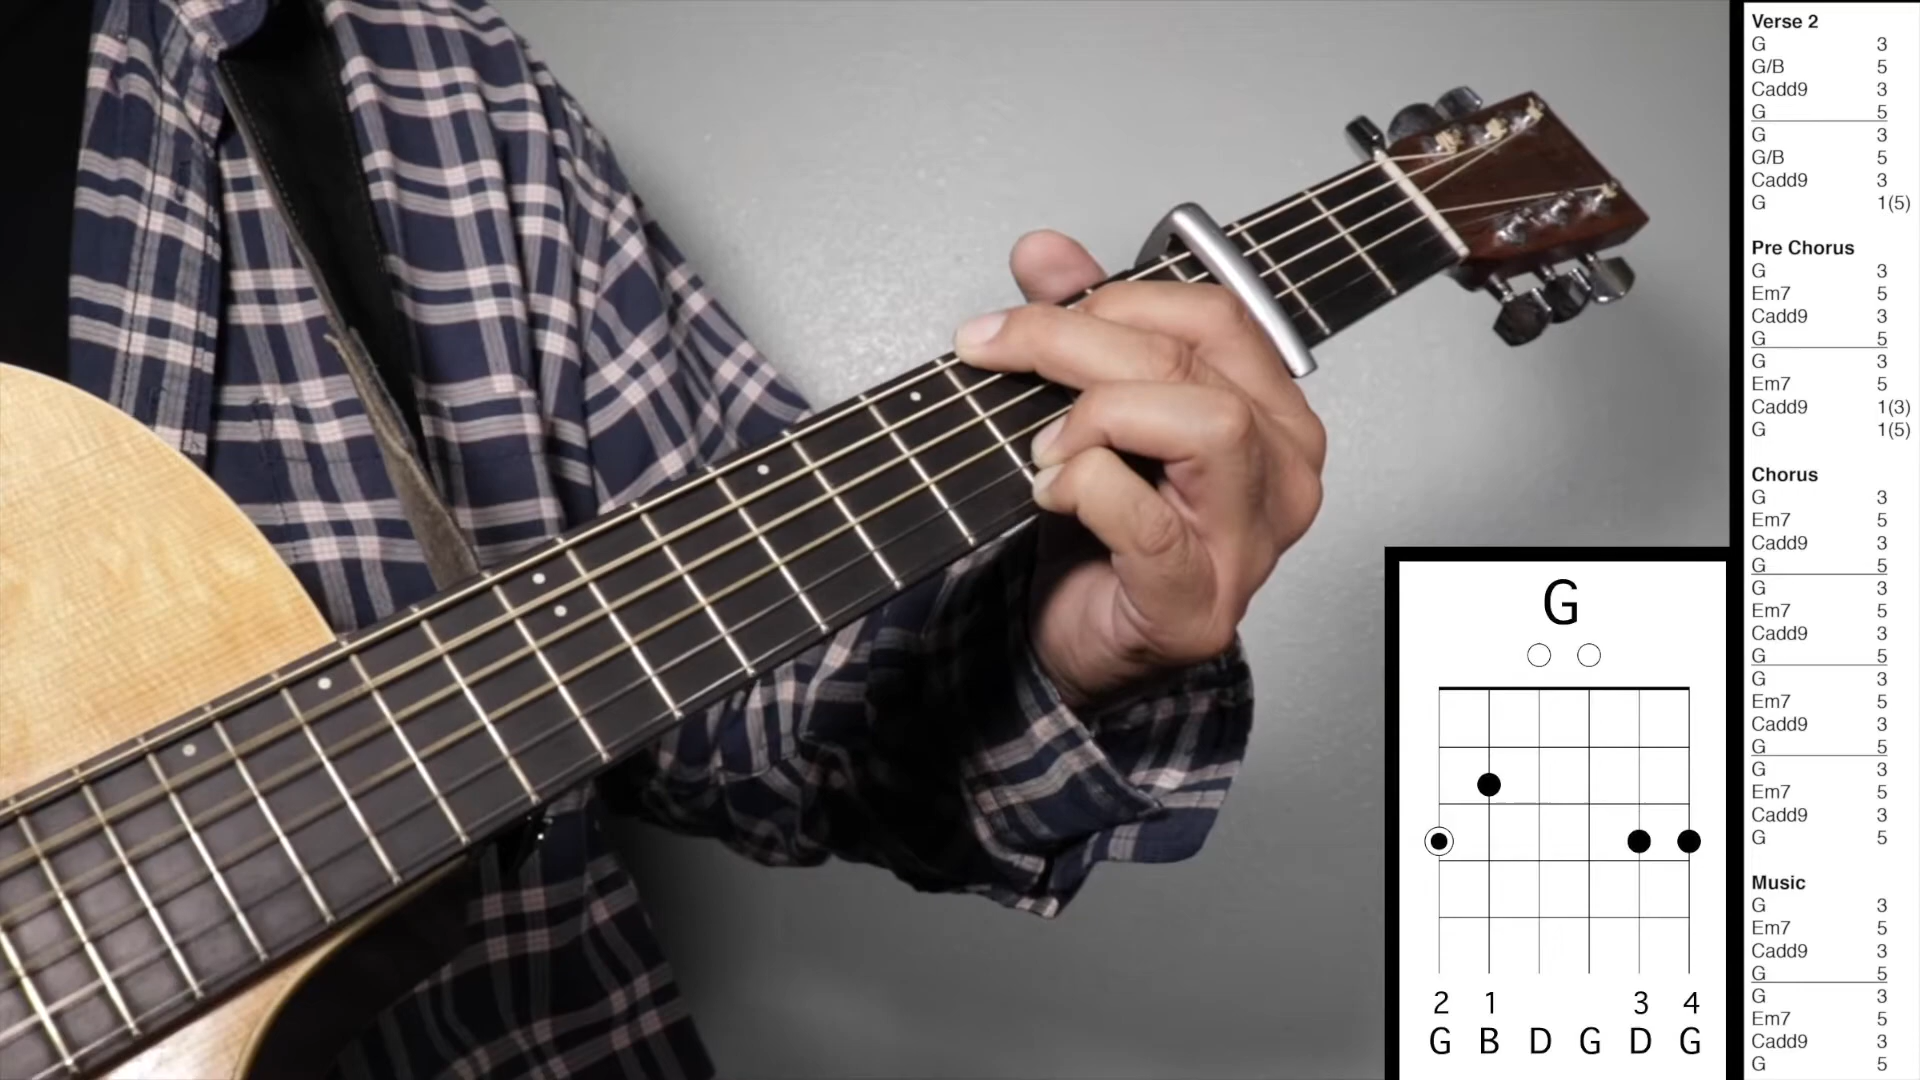 G
2 1 3 4
G B D G D G
Verse 2
G 3
G/B 5
Cadd9 3
G 5
G 3
G/B 5
Cadd9 3
G 1(5)
Pre Chorus
G 3
Em7 5
Cadd9 3
G 5
G 3
Em7 5
Cadd9 1(3)
G 1(5)
Chorus
G 3
Em7 5
Cadd9 3
G 5
G 3
Em7 5
Cadd9 3
G 5
G 3
Em7 5
Cadd9 3
G 5
G 3
Em7 5
Cadd9 3
G 5
Music
G 3
Em7 5
Cadd9 3
G 5
G 3
Em7 5
Cadd9 3
G 5